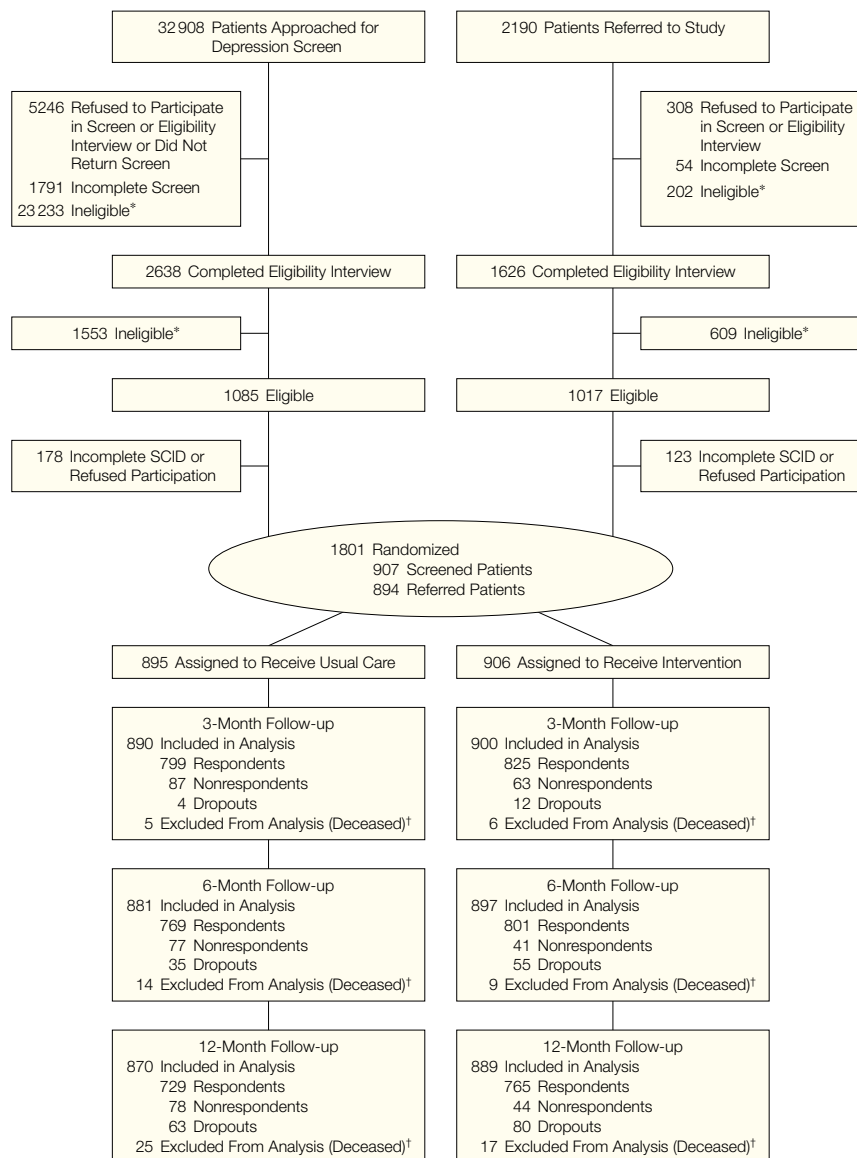 32 908 Patients Approached for
Depression Screen
2190 Patients Referred to Study
5246 Refused to Participate
in Screen or Eligibility
Interview or Did Not
Return Screen
1791 Incomplete Screen
23 233 Ineligible*
308 Refused to Participate
in Screen or Eligibility
Interview
54 Incomplete Screen
202 Ineligible*
2638 Completed Eligibility Interview
1626 Completed Eligibility Interview
1553 Ineligible*
609 Ineligible*
1085 Eligible
1017 Eligible
178 Incomplete SCID or
Refused Participation
123 Incomplete SCID or
Refused Participation
1801 Randomized
907 Screened Patients
894 Referred Patients
895 Assigned to Receive Usual Care
906 Assigned to Receive Intervention
3-Month Follow-up
890 Included in Analysis
799 Respondents
87 Nonrespondents
4 Dropouts
5 Excluded From Analysis (Deceased)†
3-Month Follow-up
900 Included in Analysis
825 Respondents
63 Nonrespondents
12 Dropouts
6 Excluded From Analysis (Deceased)†
6-Month Follow-up
881 Included in Analysis
769 Respondents
77 Nonrespondents
35 Dropouts
14 Excluded From Analysis (Deceased)†
6-Month Follow-up
897 Included in Analysis
801 Respondents
41 Nonrespondents
55 Dropouts
9 Excluded From Analysis (Deceased)†
12-Month Follow-up
870 Included in Analysis
729 Respondents
78 Nonrespondents
63 Dropouts
25 Excluded From Analysis (Deceased)†
12-Month Follow-up
889 Included in Analysis
765 Respondents
44 Nonrespondents
80 Dropouts
17 Excluded From Analysis (Deceased)†